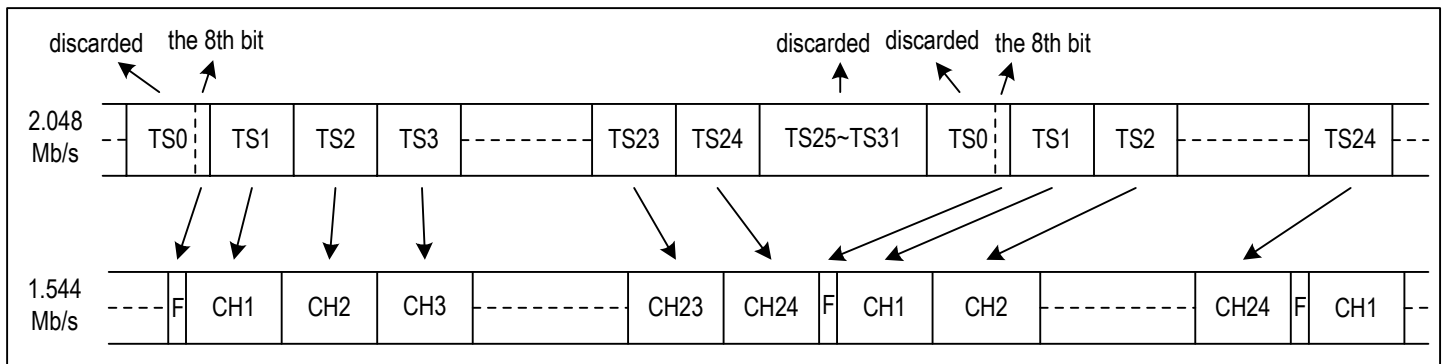 discarded the 8th bit discarded discarded the 8th bit
2.048 Mb/s TS0 TS1 TS2 TS3 TS23 TS24 TS25~TS31 TS0 TS1 TS2 TS24
1.544 Mb/s F CH1 CH2 CH3 CH23 CH24 F CH1 CH2 CH24 F CH1